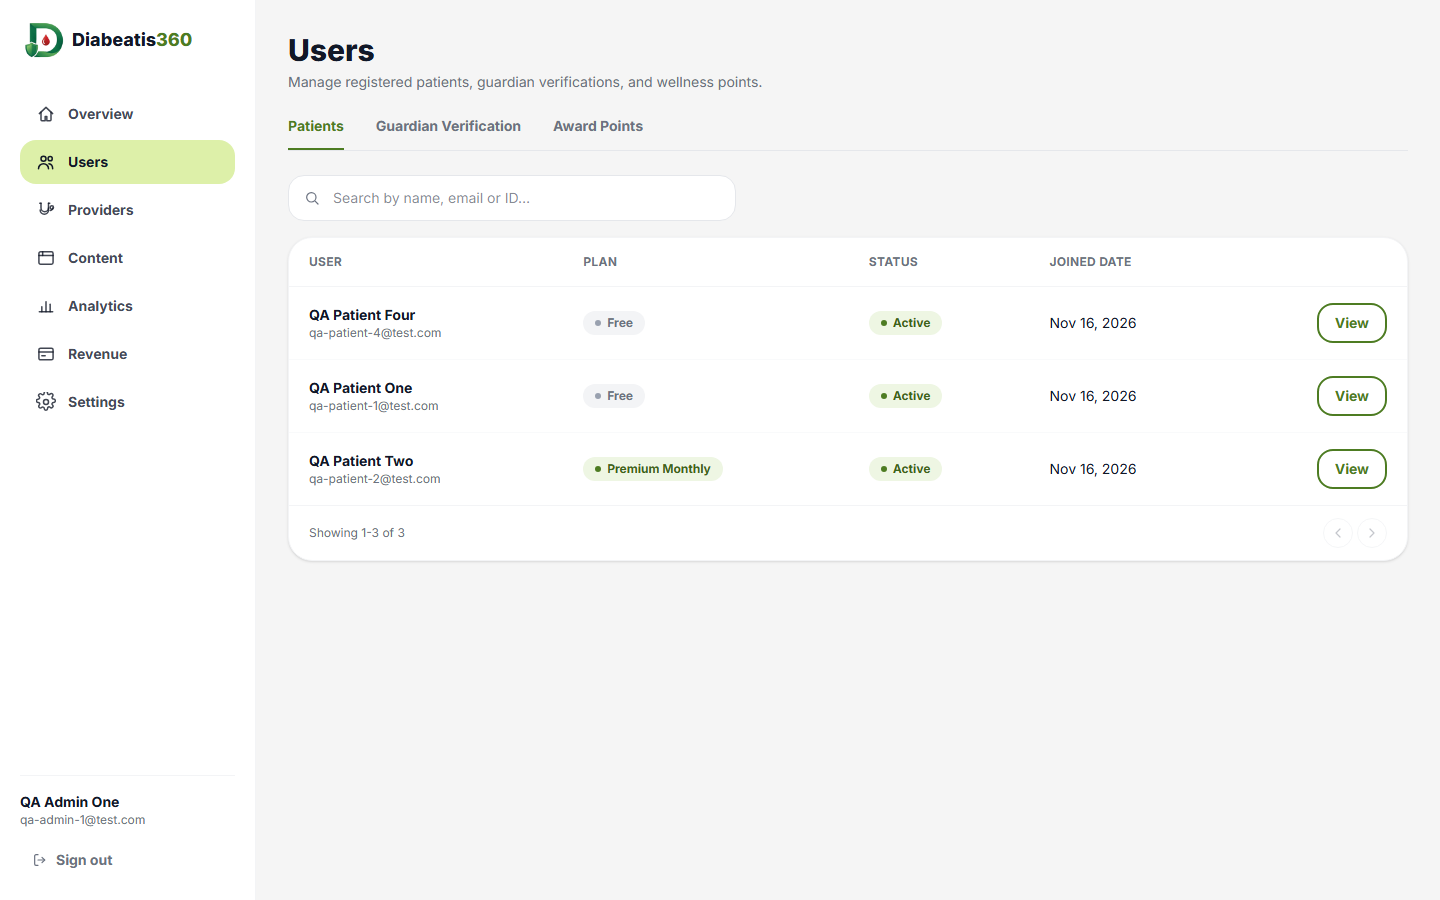 Diabeatis360
Overview
Users
Providers
Content
Analytics
Revenue
Settings
QA Admin One
qa-admin-1@test.com
Sign out
Users
Manage registered patients, guardian verifications, and wellness points.
Patients Guardian Verification Award Points
Search by name, email or ID...
USER PLAN STATUS JOINED DATE
QA Patient Four
qa-patient-4@test.com
Free Active Nov 16, 2026 View
QA Patient One
qa-patient-1@test.com
Free Active Nov 16, 2026 View
QA Patient Two
qa-patient-2@test.com
Premium Monthly Active Nov 16, 2026 View
Showing 1-3 of 3